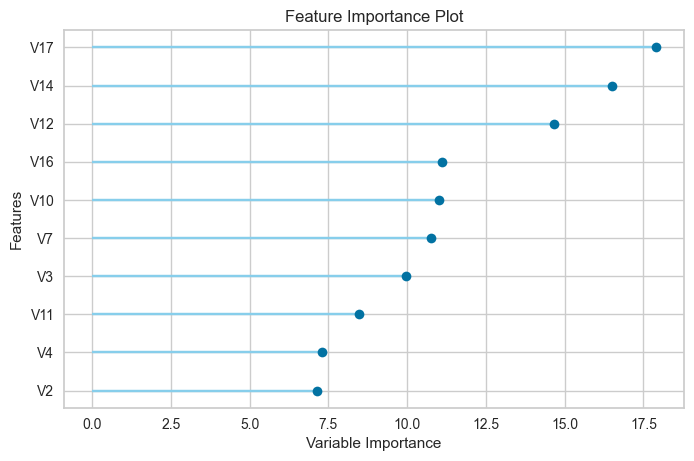 Feature Importance Plot
Features
V17
V14
V12
V16
V10
V7
V3
V11
V4
V2
0.0 2.5 5.0 7.5 10.0 12.5 15.0 17.5
Variable Importance